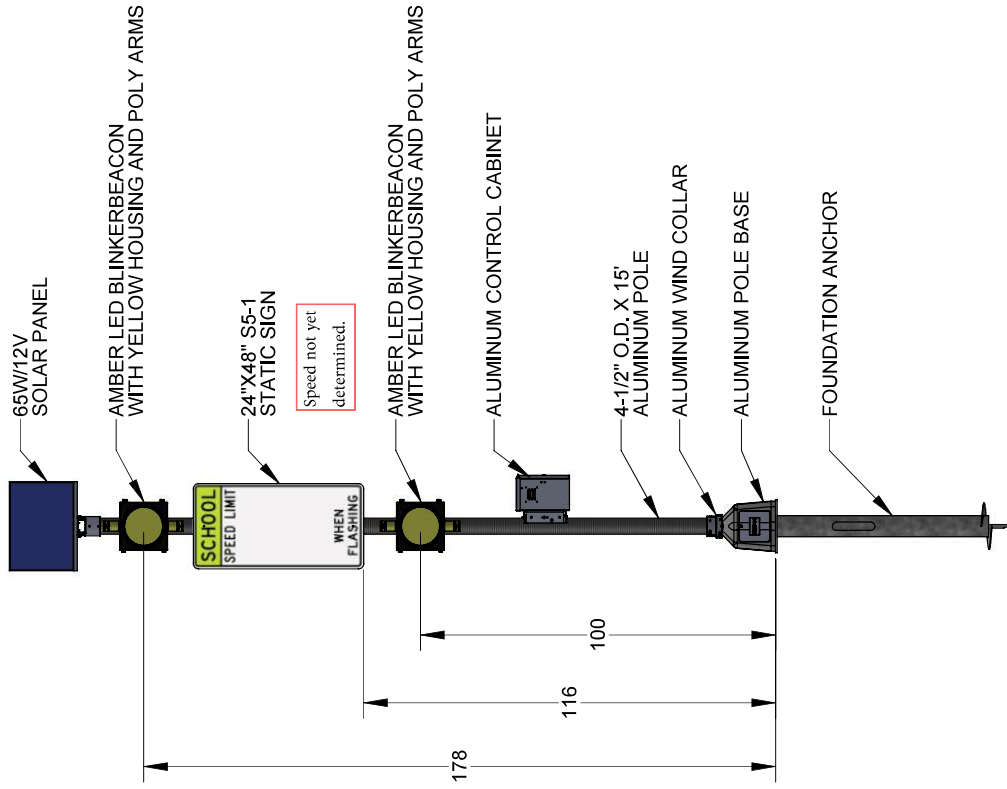 65W/12V
SOLAR PANEL
AMBER LED BLINKERBEACON
WITH YELLOW HOUSING AND POLY ARMS
24"X48" S5-1
STATIC SIGN
Speed not yet
determined.
SCHOOL
SPEED LIMIT
WHEN
FLASHING
AMBER LED BLINKERBEACON
WITH YELLOW HOUSING AND POLY ARMS
ALUMINUM CONTROL CABINET
4-1/2" O.D. X 15'
ALUMINUM POLE
ALUMINUM WIND COLLAR
ALUMINUM POLE BASE
FOUNDATION ANCHOR
100
116
178